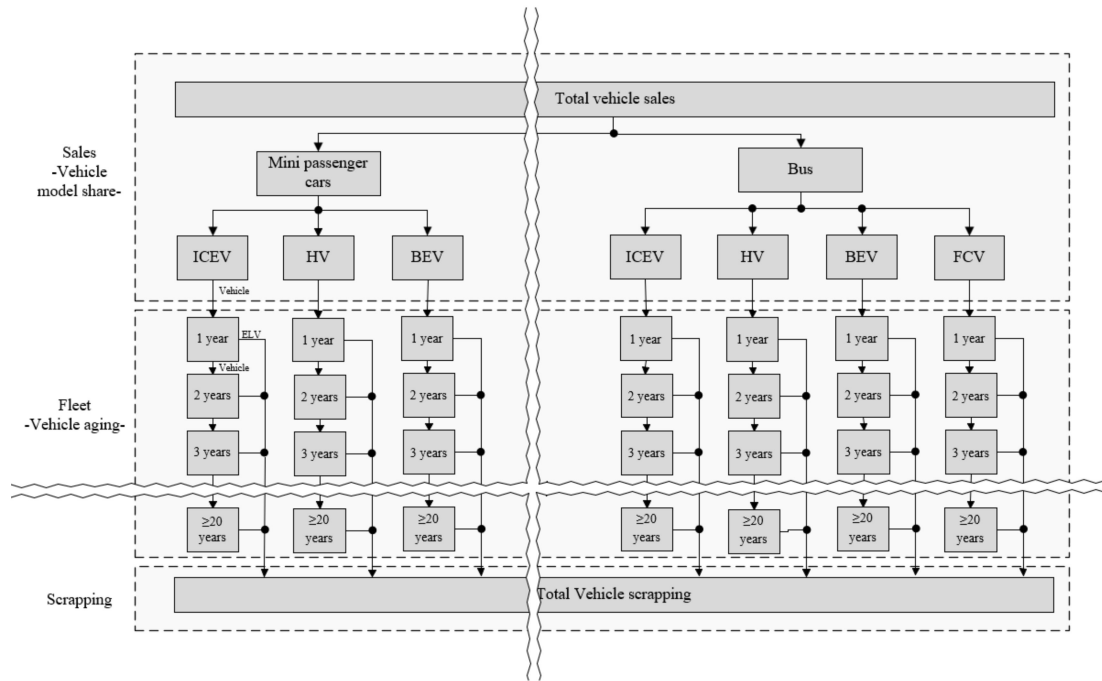 Total vehicle sales
Sales
-Vehicle
model share-
Mini passenger
cars
Bus
ICEV
HV
BEV
ICEV
HV
BEV
FCV
Vehicle
1 year
ELV
1 year
1 year
1 year
1 year
1 year
1 year
Vehicle
2 years
2 years
2 years
2 years
2 years
2 years
2 years
Fleet
-Vehicle aging-
3 years
3 years
3 years
3 years
3 years
3 years
3 years
≥20
years
≥20
years
≥20
years
≥20
years
≥20
years
≥20
years
≥20
years
Scrapping
Total Vehicle scrapping